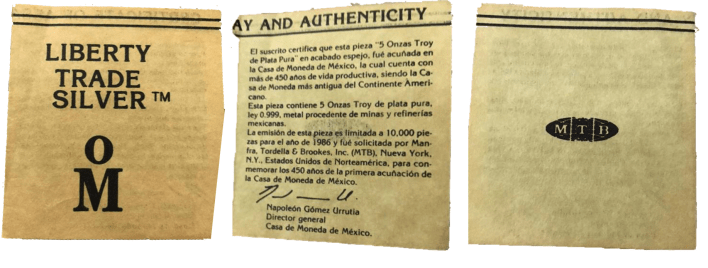 LIBERTY
TRADE
SILVER™
o
M
AY AND AUTHENTICITY
El suscrito certifica que esta pieza "5 Onzas Troy
de Plata Pura" en acabado espejo, fué acuñada en
la Casa de Moneda de México, la cual cuenta con
más de 450 años de vida productiva, siendo la Ca-
sa de Moneda más antigua del Continente Ameri-
cano.
Esta pieza contiene 5 Onzas Troy de plata pura,
ley 0.999, metal procedente de minas y refinerías
mexicanas.
La emisión de esta pieza es limitada a 10,000 pie-
zas para el año de 1986 y fué solicitada por Man-
fra, Tordella & Brookes, Inc. (MTB), Nueva York,
N.Y., Estados Unidos de Norteamérica, para con-
memorar los 450 años de la primera acuñación de
la Casa de Moneda de México.
Napoleón Gómez Urrutia
Director general
Casa de Moneda de México.
MTB